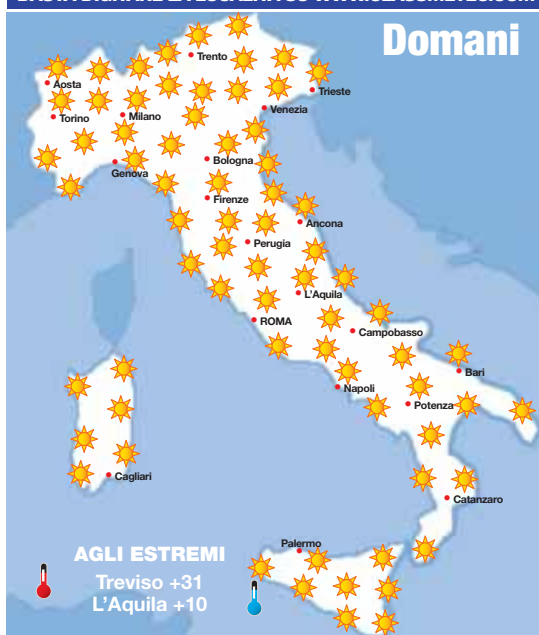 Domani
Trento
Aosta
Trieste
Milano
Venezia
Torino
Bologna
Genova
Firenze
Ancona
Perugia
L'Aquila
ROMA
Campobasso
Bari
Napoli
Potenza
Cagliari
Catanzaro
Palermo
AGLI ESTREMI
Treviso +31
L'Aquila +10